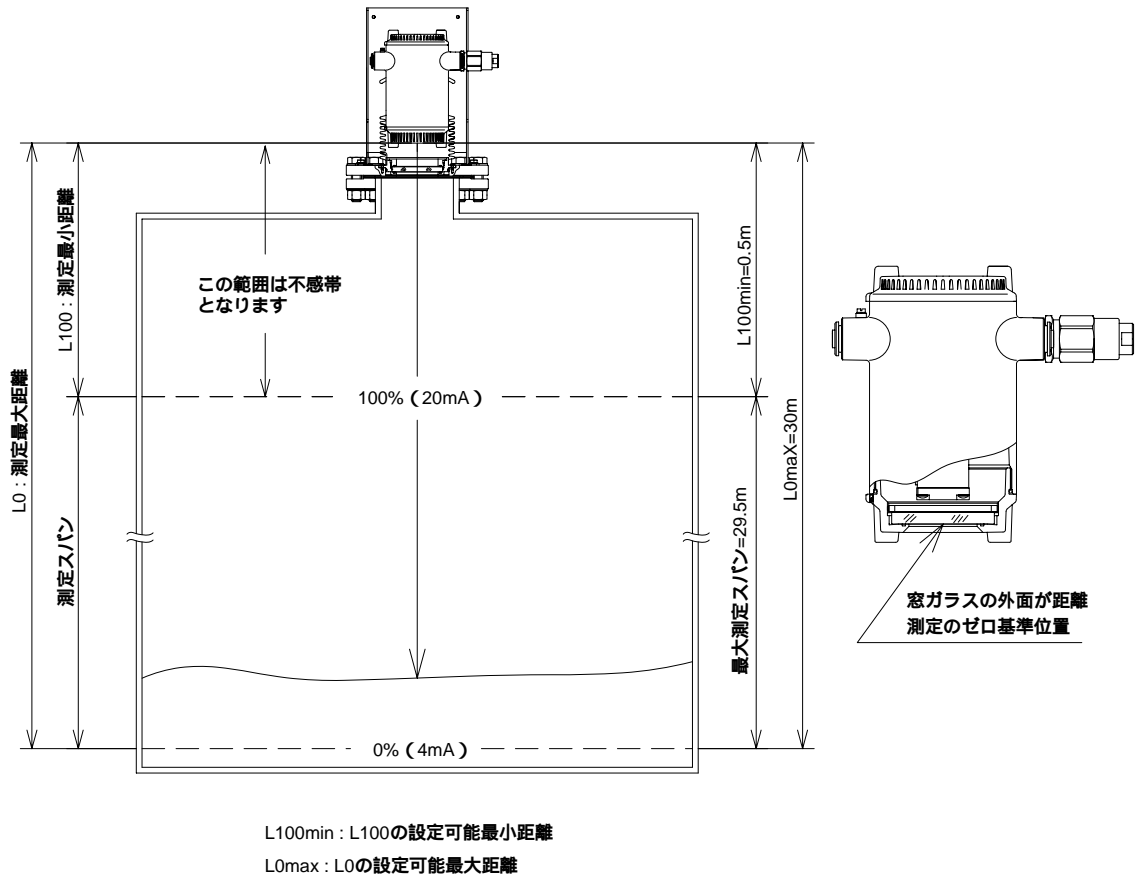 L0 : 測定最大距離
L100 : 測定最小距離
測定スパン
この範囲は不感帯
となります
100%（20mA）
0%（4mA）
L100min=0.5m
最大測定スパン=29.5m
L0maX=30m
窓ガラスの外面が距離
測定のゼロ基準位置
L100min : L100の設定可能最小距離
L0max : L0の設定可能最大距離